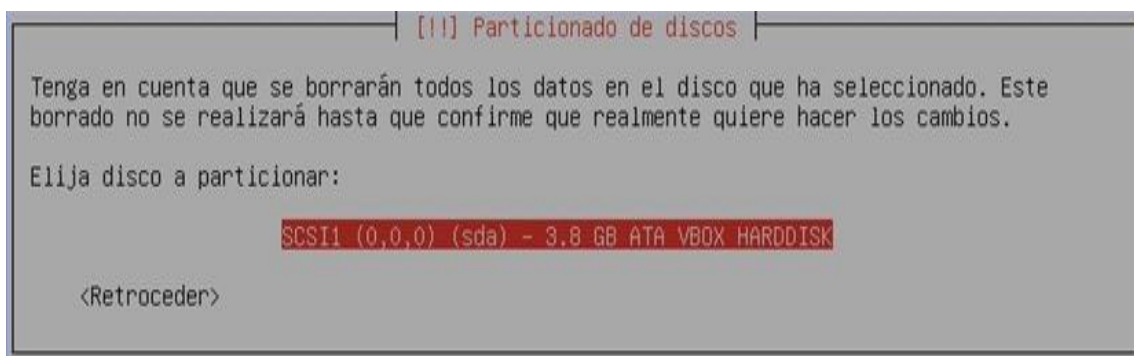 [!!] Particionado de discos
Tenga en cuenta que se borrarán todos los datos en el disco que ha seleccionado. Este
borrado no se realizará hasta que confirme que realmente quiere hacer los cambios.
Elija disco a particionar:
SCSI1 (0,0,0) (sda) - 3.8 GB ATA VBOX HARDDISK
<Retroceder>